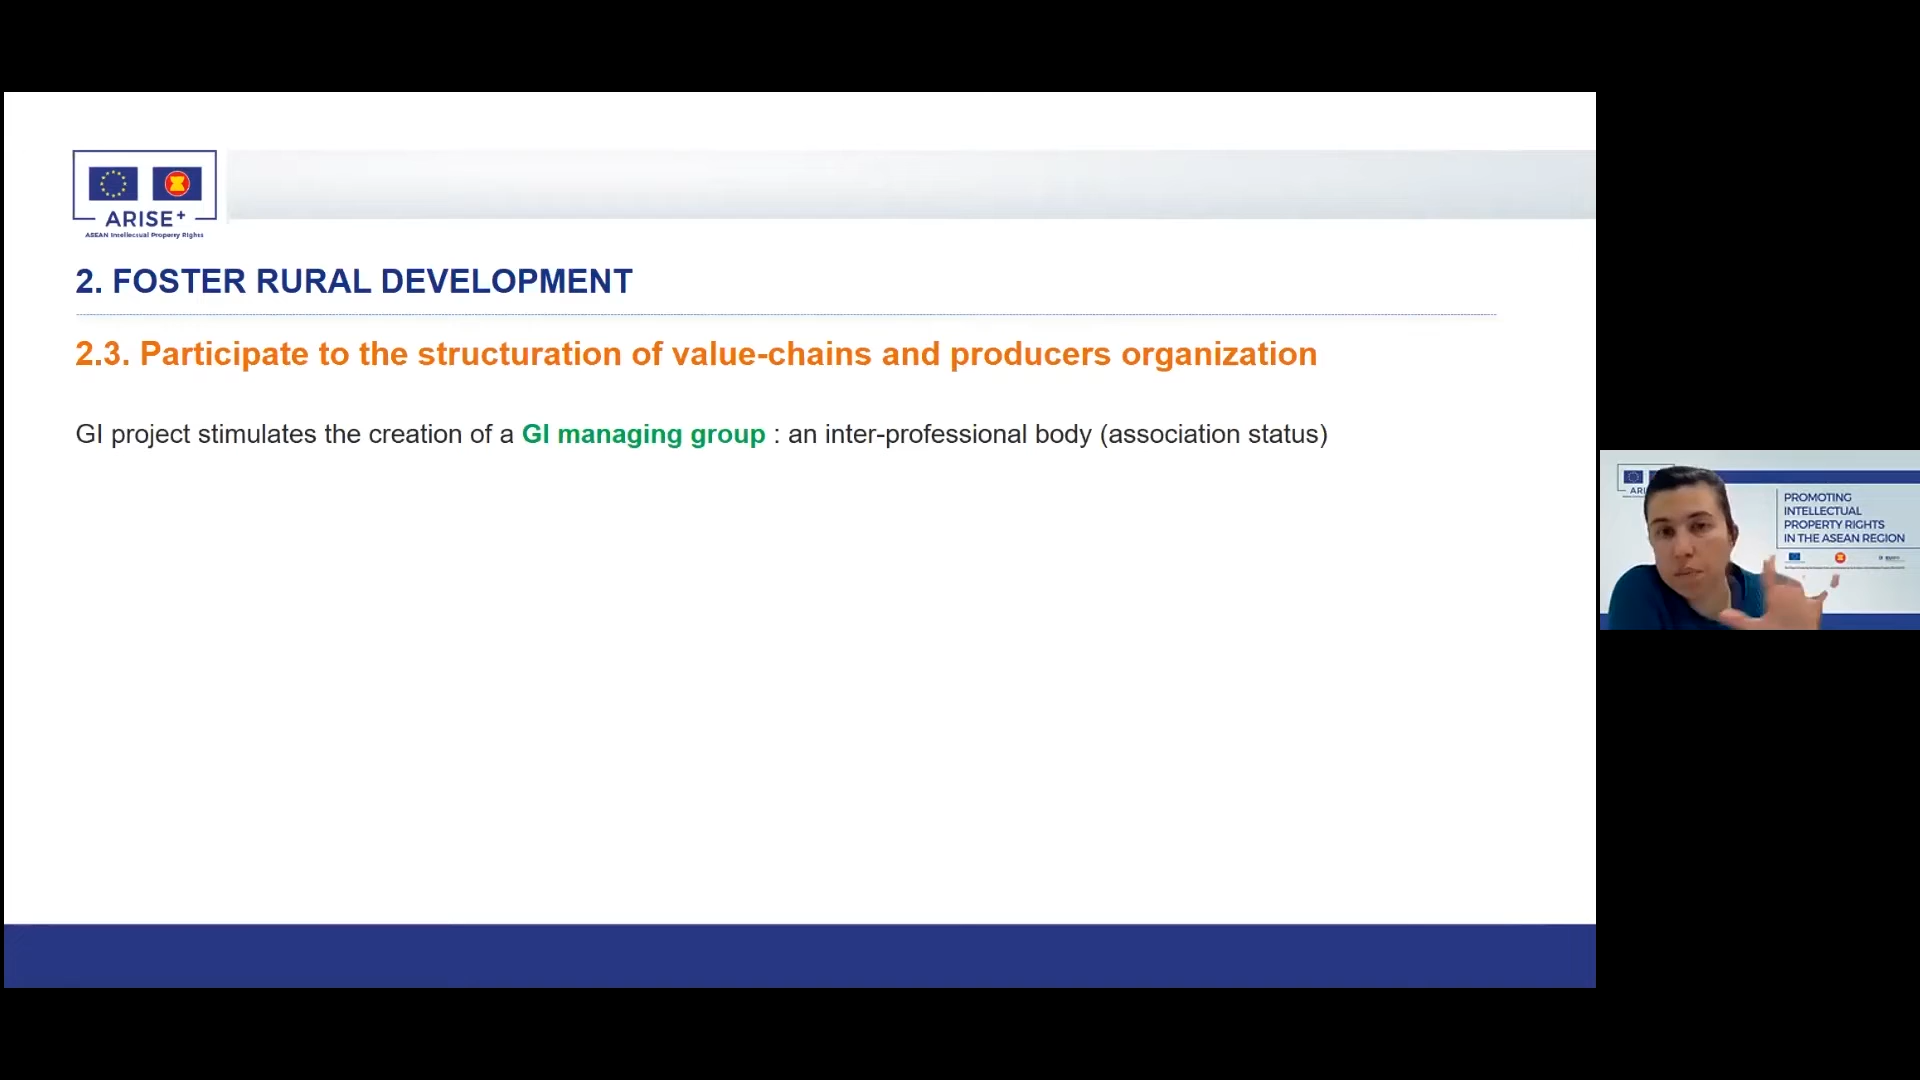 ARISE+
ASEAN Intellectual Property Rights
2. FOSTER RURAL DEVELOPMENT
2.3. Participate to the structuration of value-chains and producers organization
GI project stimulates the creation of a GI managing group : an inter-professional body (association status)
ARI
PROMOTING
INTELLECTUAL
PROPERTY RIGHTS
IN THE ASEAN REGION